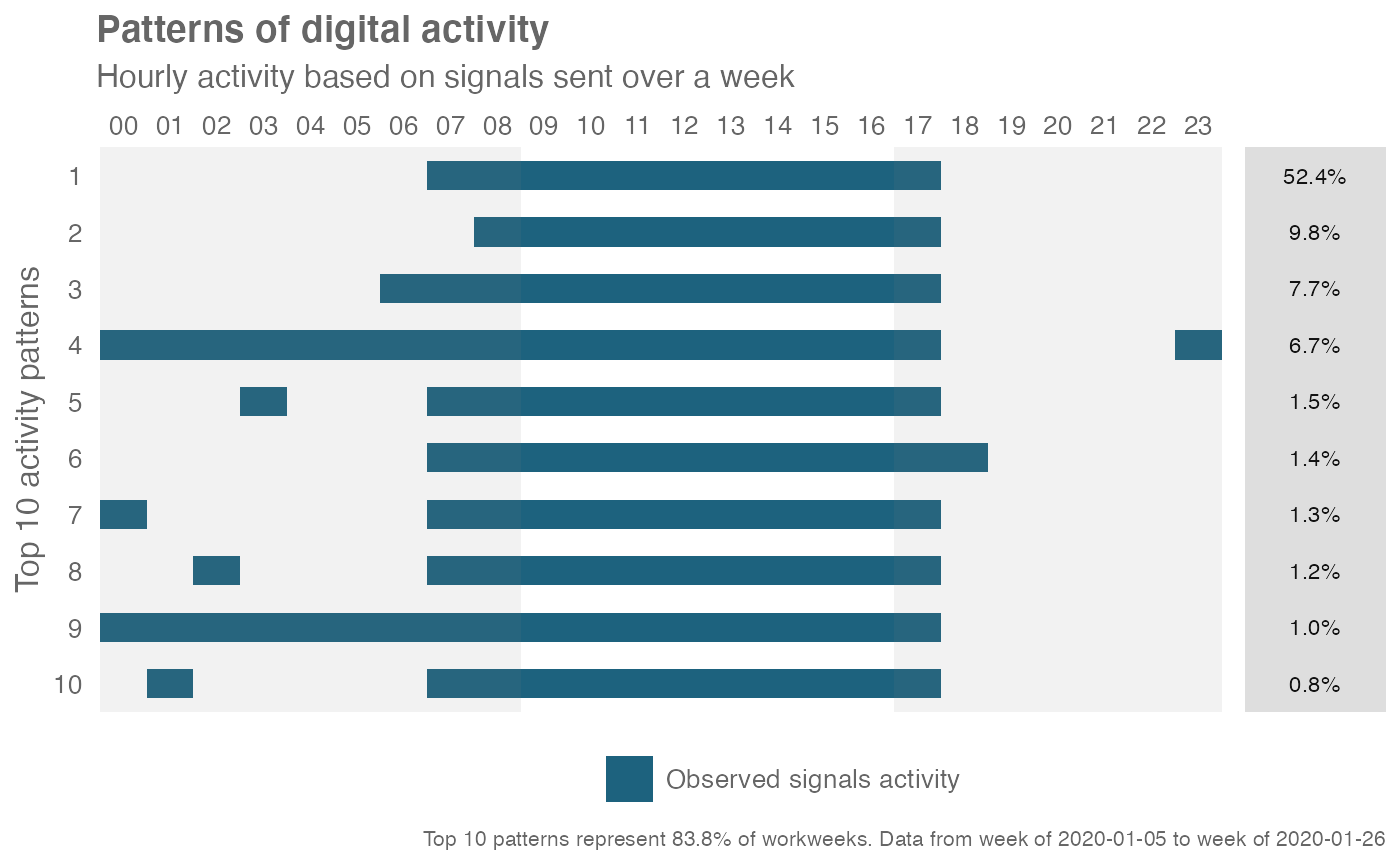 Patterns of digital activity
Hourly activity based on signals sent over a week
00 01 02 03 04 05 06 07 08 09 10 11 12 13 14 15 16 17 18 19 20 21 22 23
Top 10 activity patterns
1 52.4%
2 9.8%
3 7.7%
4 6.7%
5 1.5%
6 1.4%
7 1.3%
8 1.2%
9 1.0%
10 0.8%
Observed signals activity
Top 10 patterns represent 83.8% of workweeks. Data from week of 2020-01-05 to week of 2020-01-26